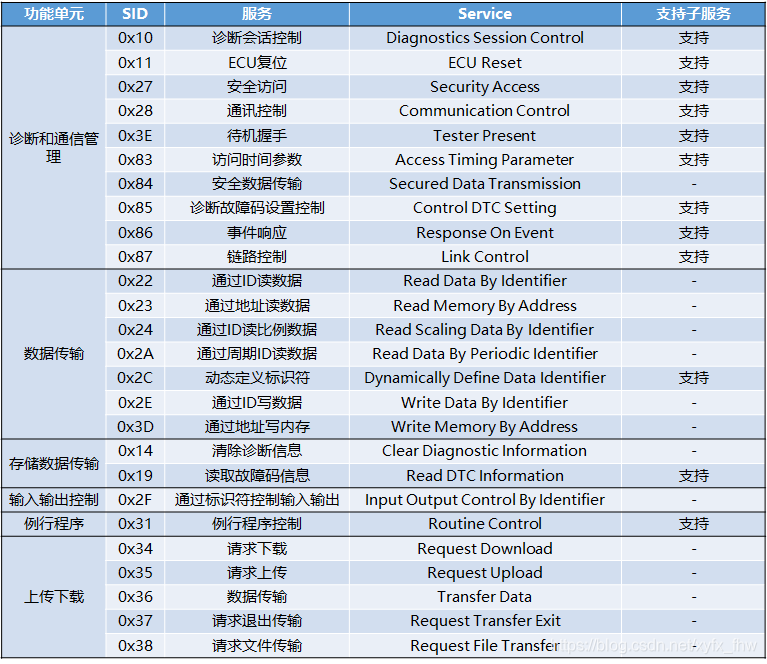 功能单元 SID 服务 Service 支持子服务
诊断和通信管理
0x10 诊断会话控制 Diagnostics Session Control 支持
0x11 ECU复位 ECU Reset 支持
0x27 安全访问 Security Access 支持
0x28 通讯控制 Communication Control 支持
0x3E 待机握手 Tester Present 支持
0x83 访问时间参数 Access Timing Parameter 支持
0x84 安全数据传输 Secured Data Transmission -
0x85 诊断故障码设置控制 Control DTC Setting 支持
0x86 事件响应 Response On Event 支持
0x87 链路控制 Link Control 支持
数据传输
0x22 通过ID读数据 Read Data By Identifier -
0x23 通过地址读数据 Read Memory By Address -
0x24 通过ID读比例数据 Read Scaling Data By Identifier -
0x2A 通过周期ID读数据 Read Data By Periodic Identifier -
0x2C 动态定义标识符 Dynamically Define Data Identifier 支持
0x2E 通过ID写数据 Write Data By Identifier -
0x3D 通过地址写内存 Write Memory By Address -
存储数据传输
0x14 清除诊断信息 Clear Diagnostic Information -
0x19 读取故障码信息 Read DTC Information 支持
输入输出控制 0x2F 通过标识符控制输入输出 Input Output Control By Identifier -
例行程序 0x31 例行程序控制 Routine Control 支持
上传下载
0x34 请求下载 Request Download -
0x35 请求上传 Request Upload -
0x36 数据传输 Transfer Data -
0x37 请求退出传输 Request Transfer Exit -
0x38 请求文件传输 Request File Transfer -
https://blog.csdn.net/xyfx_fhw